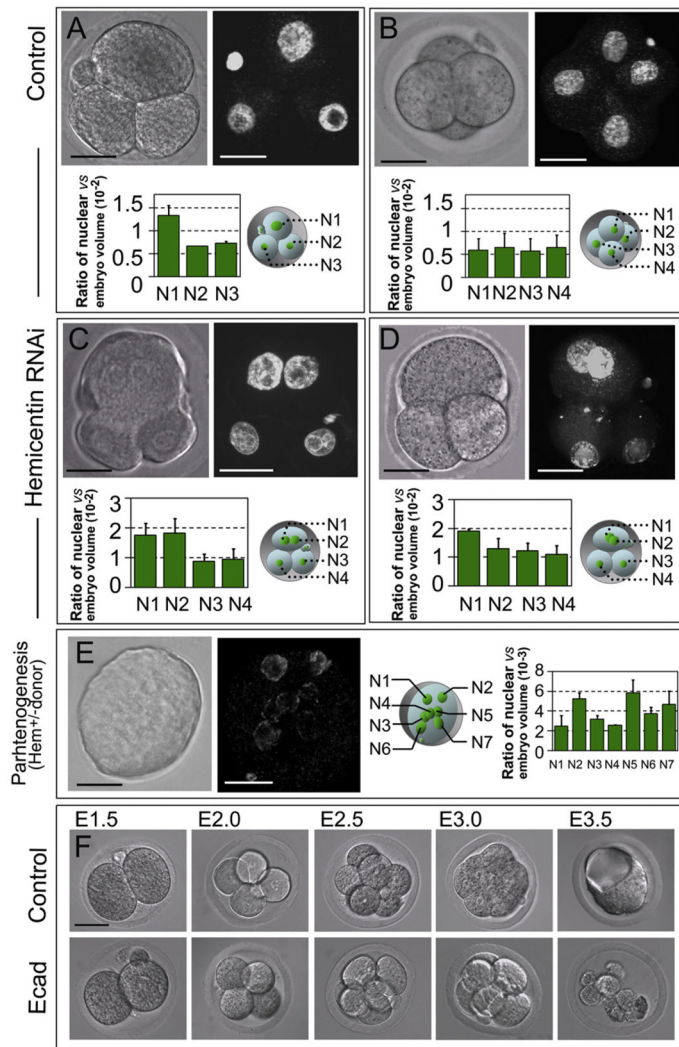 Control
A
B
Ratio of nuclear vs
embryo volume (10-2)
1.5
1
0.5
N1 N2 N3
N1
N2
N3
Ratio of nuclear vs
embryo volume (10-2)
1.5
1
0.5
N1 N2 N3 N4
N1
N2
N3
N4
Hemicentin RNAi
C
D
Ratio of nuclear vs
embryo volume (10-2)
3
2
1
0
N1 N2 N3 N4
N1
N2
N3
N4
Ratio of nuclear vs
embryo volume (10-2)
3
2
1
0
N1 N2 N3 N4
N1
N2
N3
N4
Parhtenogenesis
(Hem+/-donor)
E
N1
N2
N4
N5
N3
N6
N7
Ratio of nuclear vs
embryo volume (10-3)
8
6
4
2
0
N1 N2 N3 N4 N5 N6 N7
E1.5 E2.0 E2.5 E3.0 E3.5
F
Control
Ecad